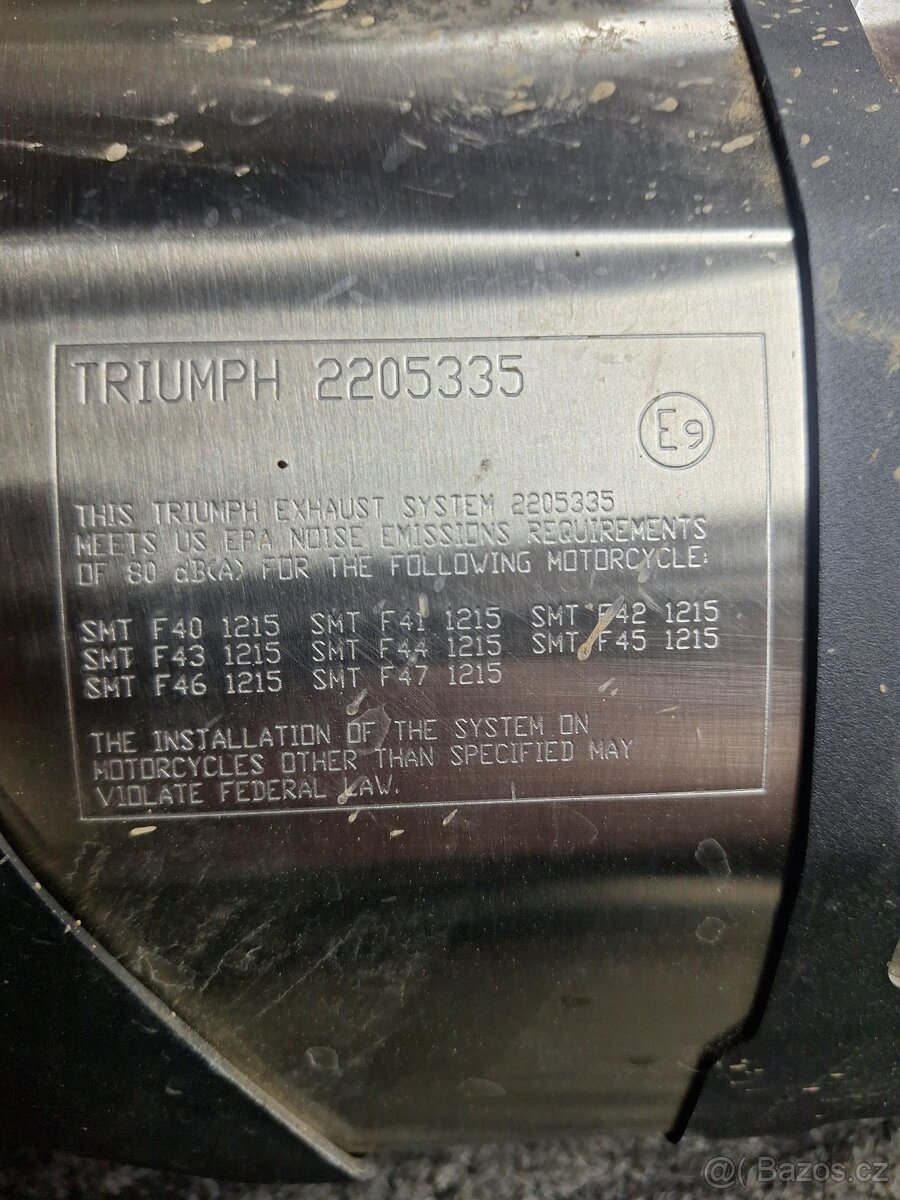 TRIUMPH 2205335
E9
THIS TRIUMPH EXHAUST SYSTEM 2205335
MEETS US EPA NOISE EMISSIONS REQUIREMENTS
OF 80 dB(A) FOR THE FOLLOWING MOTORCYCLE:
SMT F40 1215 SMT F41 1215 SMT F42 1215
SMT F43 1215 SMT F44 1215 SMT F45 1215
SMT F46 1215 SMT F47 1215
THE INSTALLATION OF THE SYSTEM ON
MOTORCYCLES OTHER THAN SPECIFIED MAY
VIOLATE FEDERAL LAW.
@Bazos.cz